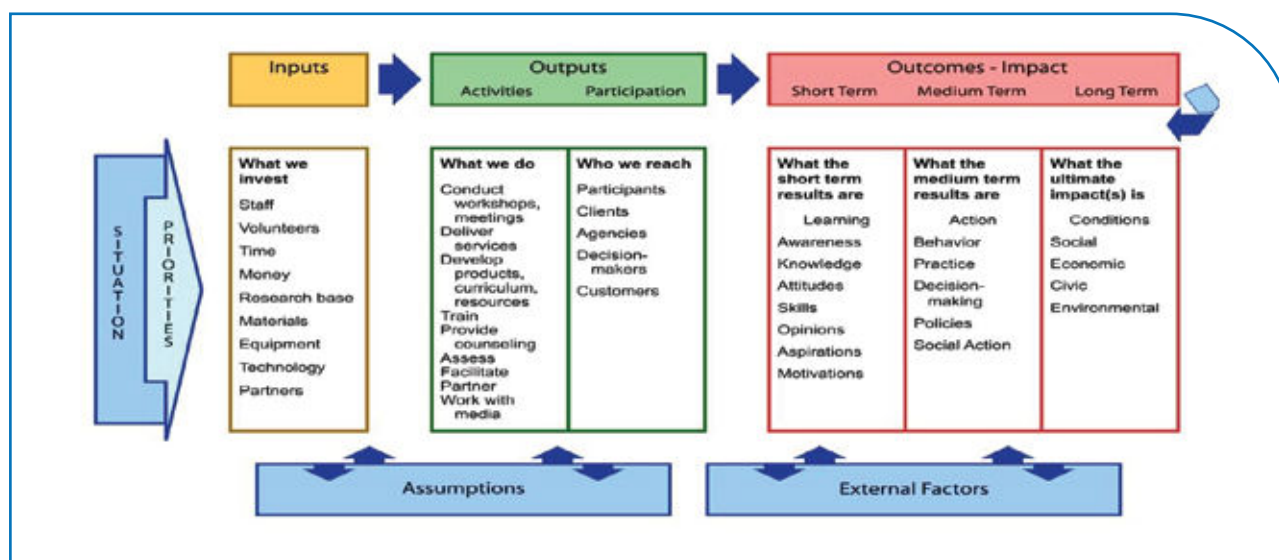 Inputs
Outputs
Activities
Participation
Outcomes - Impact
Short Term
Medium Term
Long Term
SITUATION
PRIORITIES
What we
invest
Staff
Volunteers
Time
Money
Research base
Materials
Equipment
Technology
Partners
What we do
Conduct
workshops,
meetings
Deliver
services
Develop
products,
curriculum,
resources
Train
Provide
counseling
Assess
Facilitate
Partner
Work with
media
Who we reach
Participants
Clients
Agencies
Decision-
makers
Customers
What the
short term
results are
Learning
Awareness
Knowledge
Attitudes
Skills
Opinions
Aspirations
Motivations
What the
medium term
results are
Action
Behavior
Practice
Decision-
making
Policies
Social Action
What the
ultimate
impact(s) is
Conditions
Social
Economic
Civic
Environmental
Assumptions
External Factors